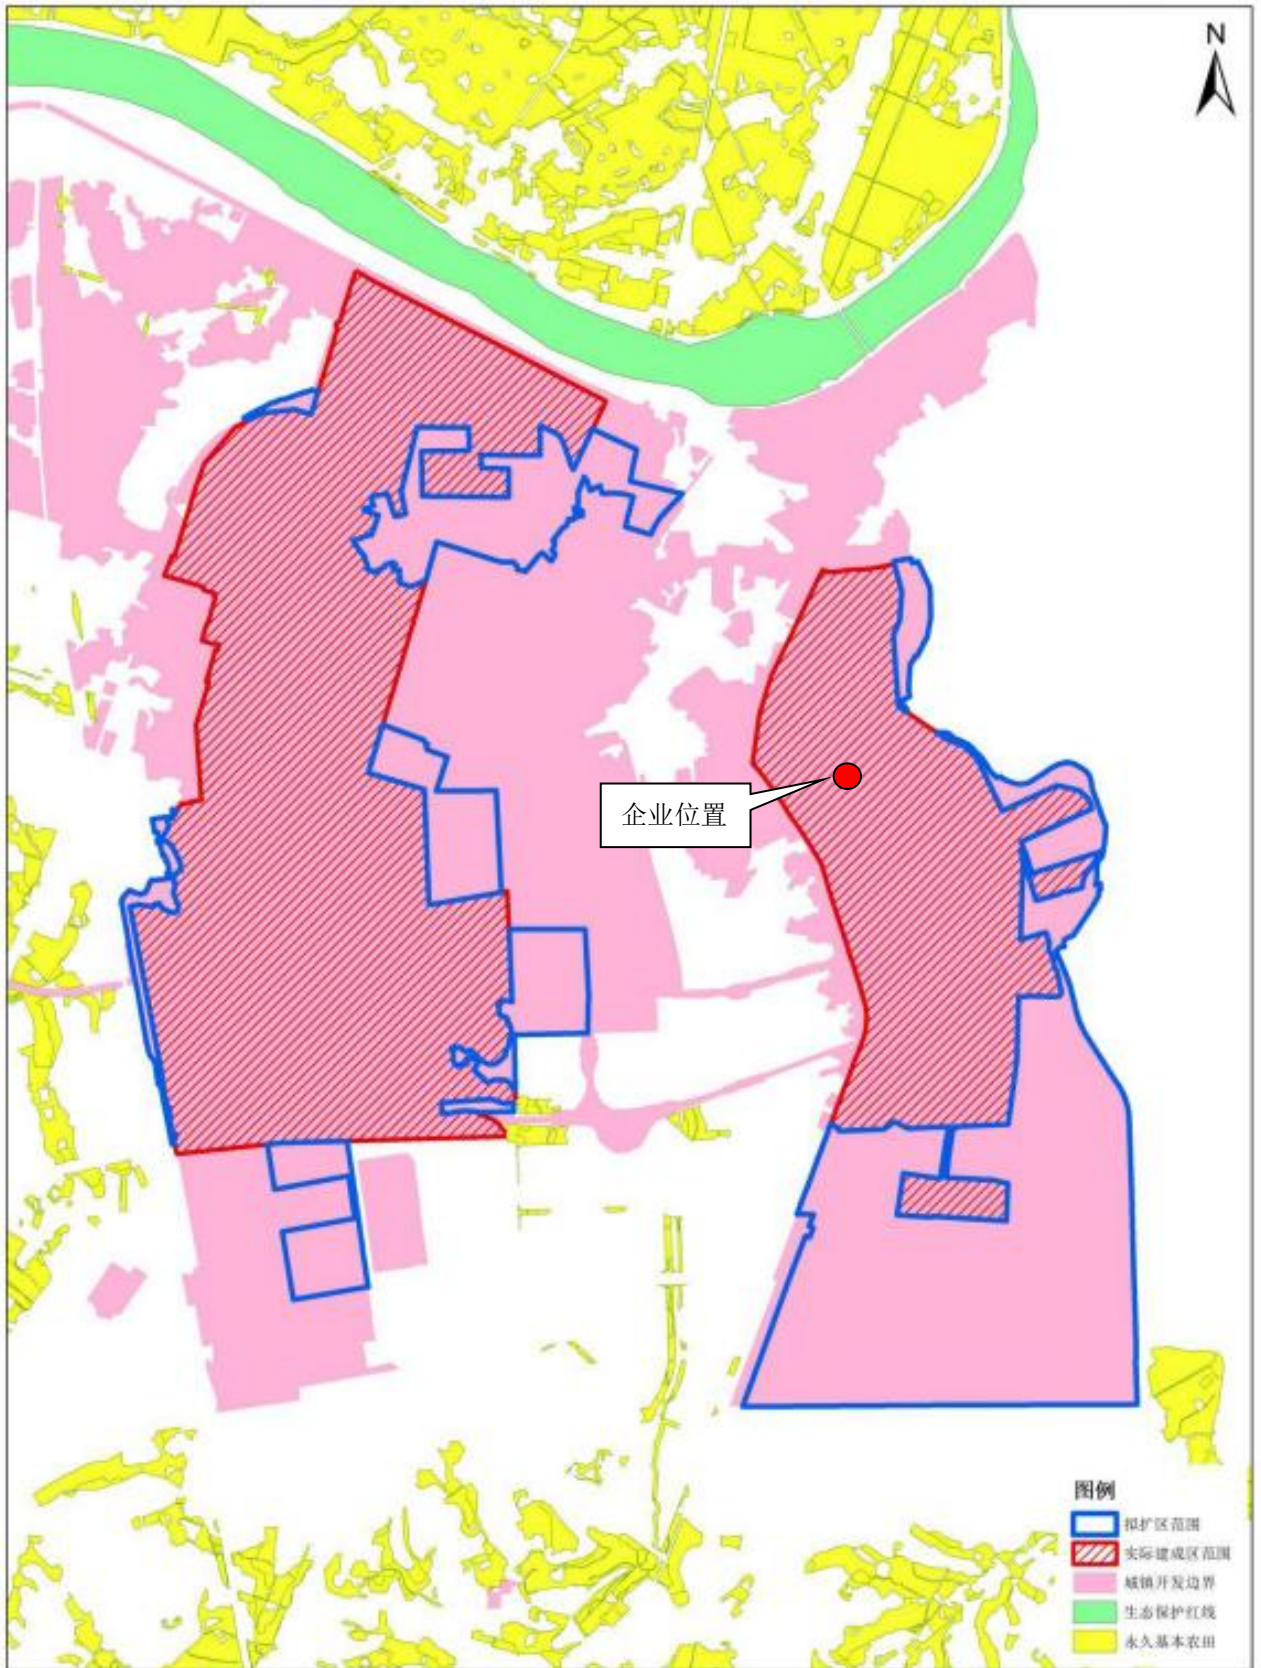 N
企业位置
图例
拟扩区范围
实际建成区范围
城镇开发边界
生态保护红线
永久基本农田